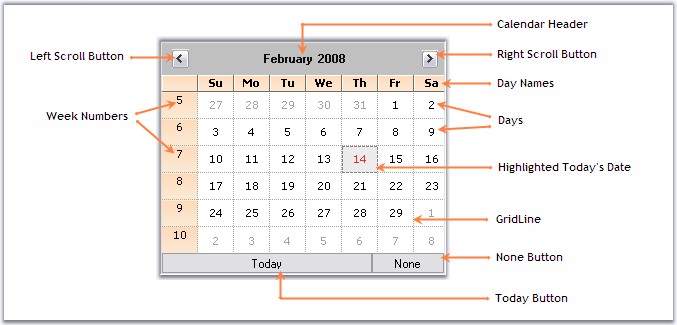 Calendar Header
Left Scroll Button
February 2008
Right Scroll Button
Su Mo Tu We Th Fr Sa
Day Names
5 27 28 29 30 31 1 2
Week Numbers
Days
6 3 4 5 6 7 8 9
7 10 11 12 13 14 15 16
Highlighted Today's Date
8 17 18 19 20 21 22 23
9 24 25 26 27 28 29 1
GridLine
10 2 3 4 5 6 7 8
Today None
None Button
Today Button